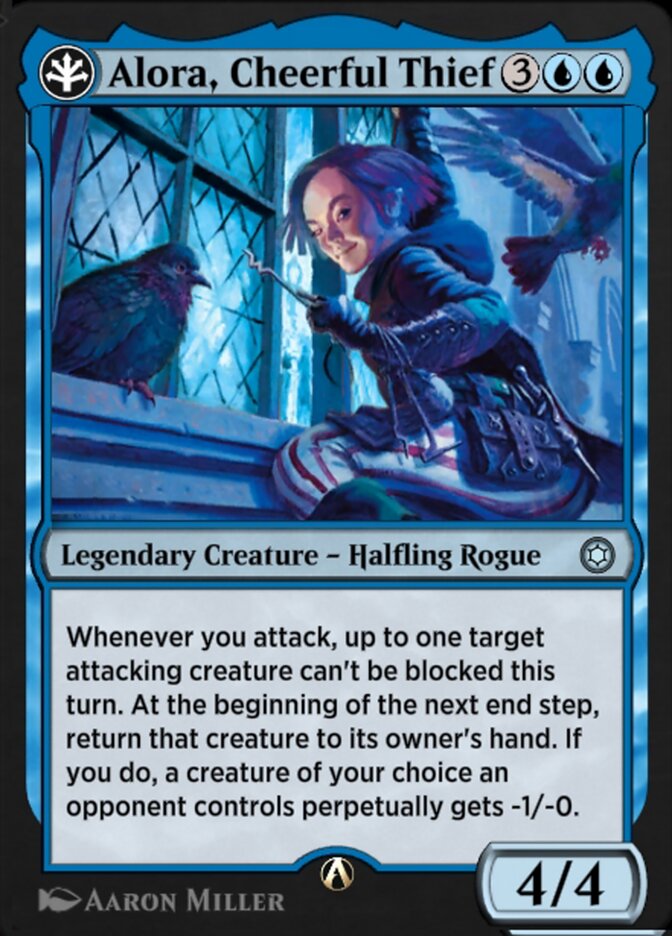 Alora, Cheerful Thief 3
Legendary Creature – Halfling Rogue
Whenever you attack, up to one target
attacking creature can't be blocked this
turn. At the beginning of the next end step,
return that creature to its owner's hand. If
you do, a creature of your choice an
opponent controls perpetually gets -1/-0.
4/4
Aaron Miller